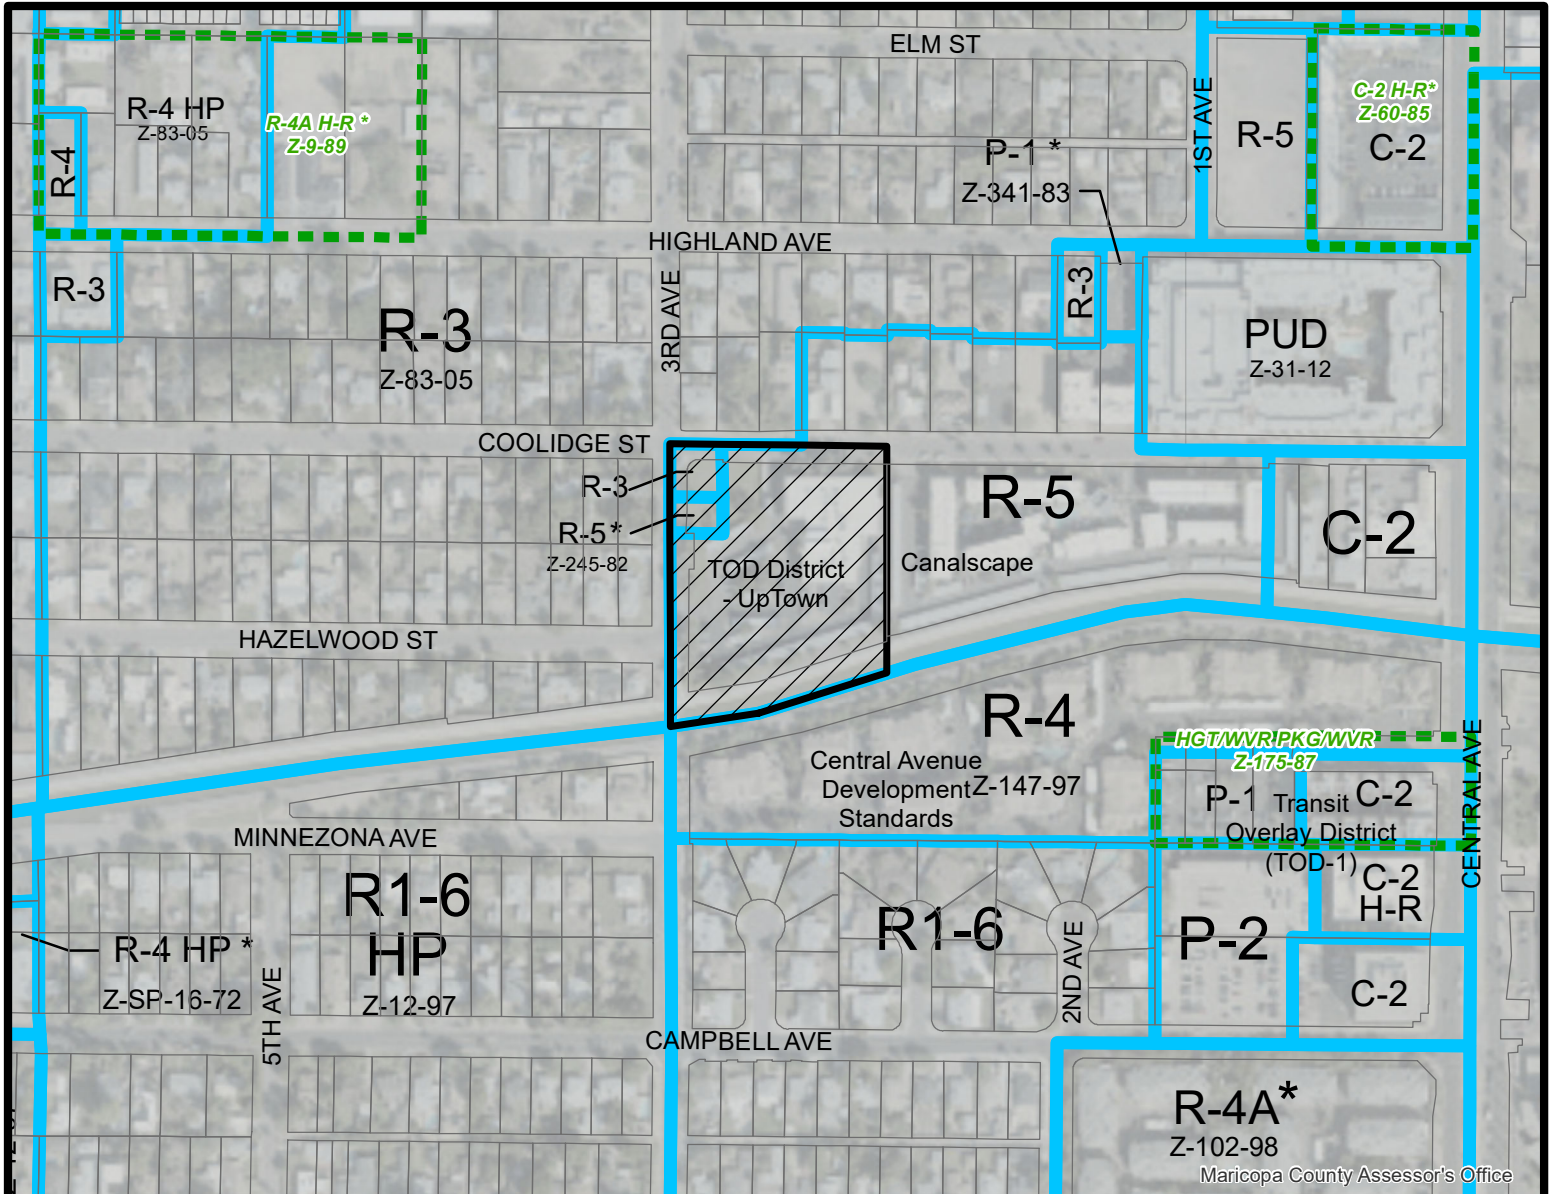 ELM ST
R-4 HP
Z-83-05
R-4A H-R *
Z-9-89
R-4
1ST AVE
R-5
C-2 H-R*
Z-60-85
C-2
P-1 *
Z-341-83
HIGHLAND AVE
R-3
R-3
Z-83-05
3RD AVE
R-3
PUD
Z-31-12
COOLIDGE ST
R-3
R-5*
Z-245-82
R-5
C-2
TOD District
- UpTown
Canalscape
HAZELWOOD ST
R-4
Z-147-97
Central Avenue
Development
Standards
HGT/WVR PKG/WVR
Z-175-87
P-1
C-2
Transit
Overlay District
(TOD-1)
CENTRAL AVE
MINNEZONA AVE
R1-6
HP
Z-12-97
R1-6
C-2
H-R
P-2
C-2
R-4 HP *
Z-SP-16-72
5TH AVE
2ND AVE
CAMPBELL AVE
R-4A*
Z-102-98
Maricopa County Assessor's Office